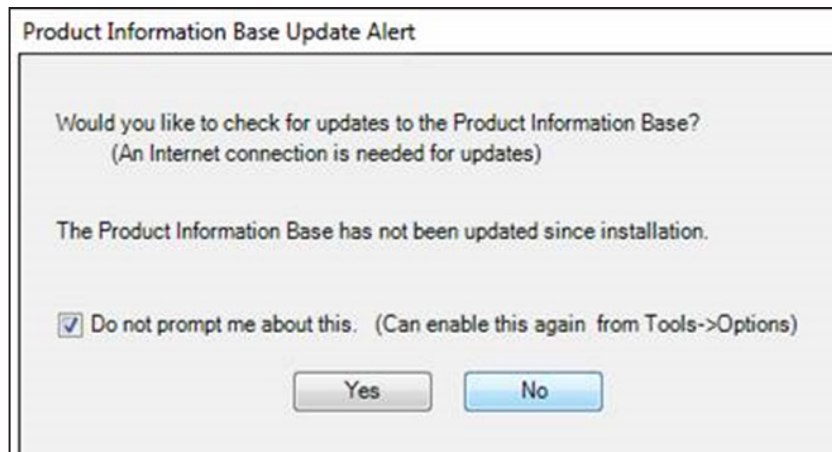 Product Information Base Update Alert
Would you like to check for updates to the Product Information Base?
(An Internet connection is needed for updates)
The Product Information Base has not been updated since installation.
Do not prompt me about this. (Can enable this again from Tools->Options)
Yes No